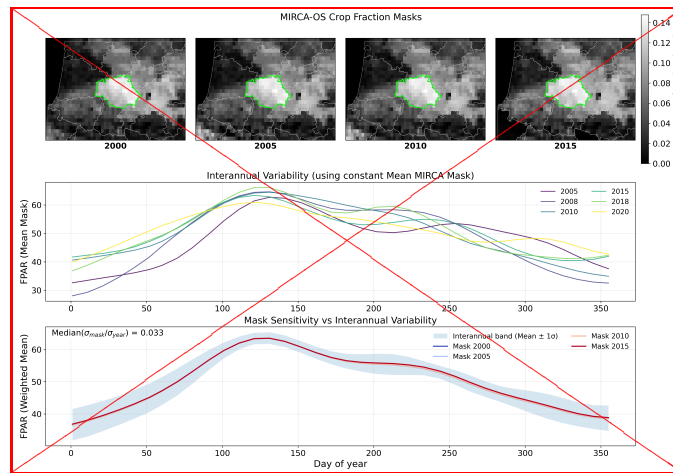 MIRCA-OS Crop Fraction Masks
0.14
0.12
0.10
0.08
0.06
0.04
0.02
0.00
2000 2005 2010 2015
Interannual Variability (using constant Mean MIRCA Mask)
FPAR (Mean Mask)
60
50
40
30
2005 2015
2008 2018
2010 2020
0 50 100 150 200 250 300 350
Mask Sensitivity vs Interannual Variability
Median(σmask/σyear) = 0.033
Interannual band (Mean ± 1σ) Mask 2010
Mask 2000 Mask 2015
Mask 2005
FPAR (Weighted Mean)
60
50
40
0 50 100 150 200 250 300 350
Day of year